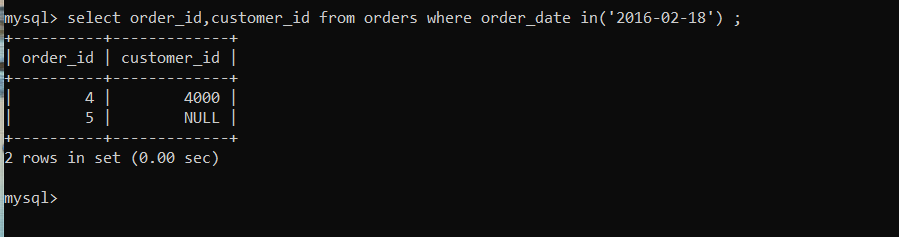 mysql> select order_id,customer_id from orders where order_date in('2016-02-18') ;
+----------+-------------+
| order_id | customer_id |
+----------+-------------+
|        4 |        4000 |
|        5 |        NULL |
+----------+-------------+
2 rows in set (0.00 sec)
mysql>